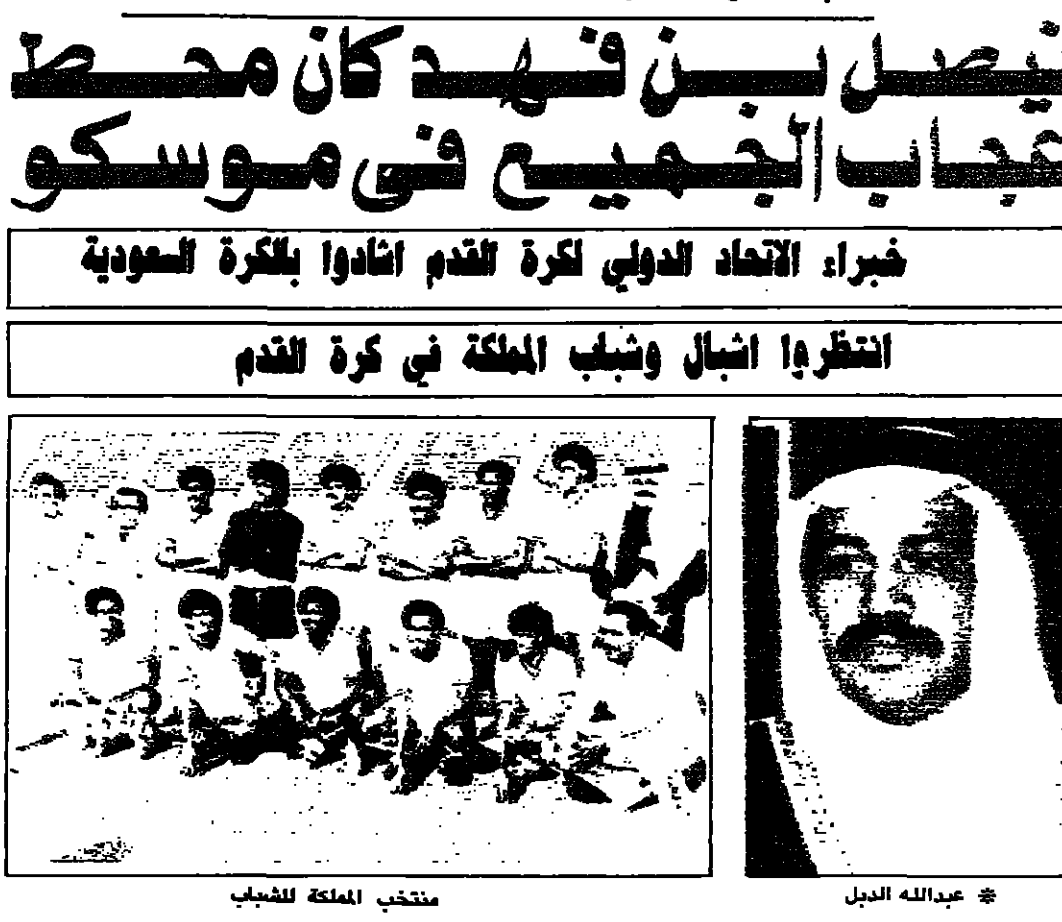 فيصل بن فهد كان محط
عجاب الجميع في موسكو
خبراء الاتحاد الدولي لكرة القدم اشادوا بالكرة السعودية
انتظروا اشبال وشباب المملكة في كرة القدم
منتخب المملكة للشباب
* عبدالله الدبل